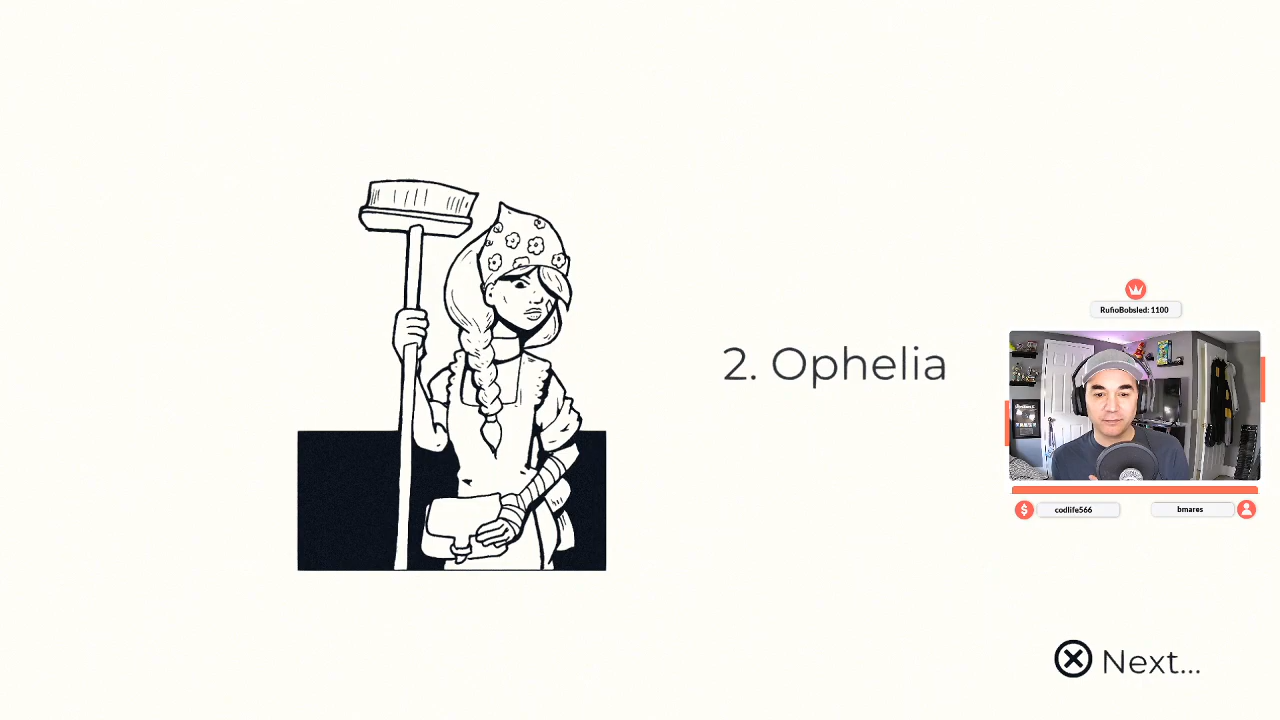 2. Ophelia
RufioBobsled: 1100
codlife566
bmares
Next...